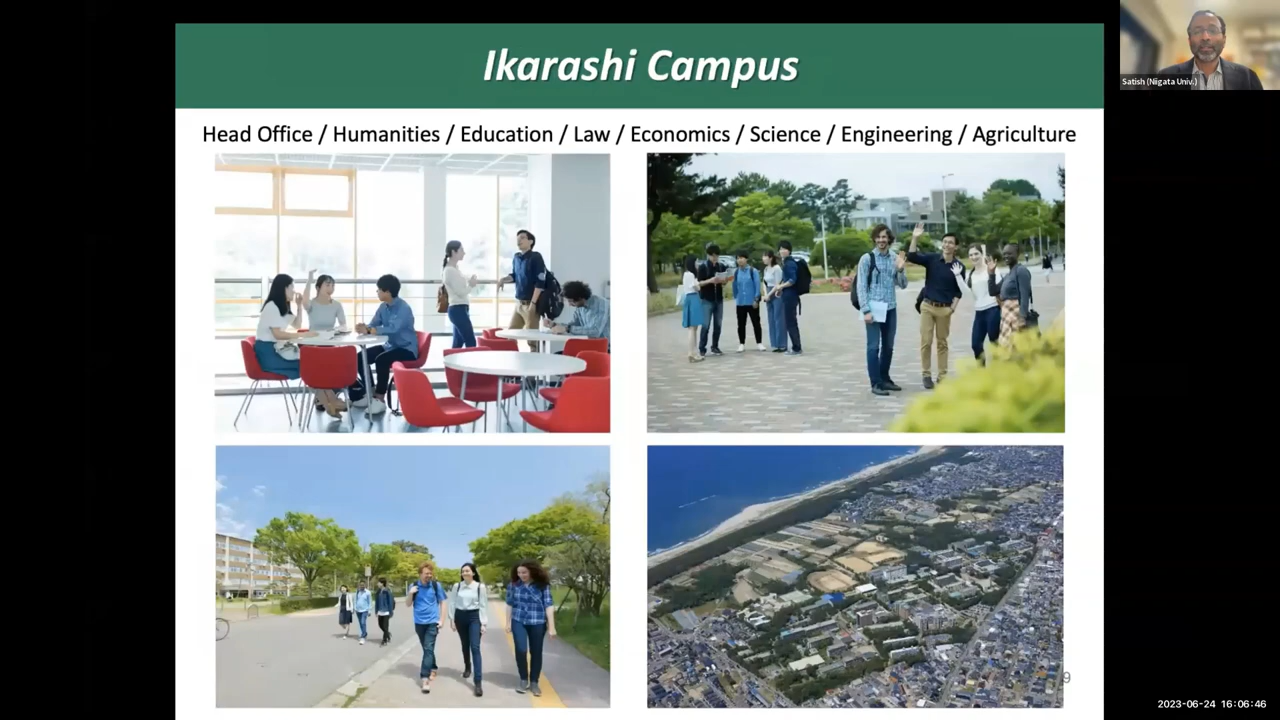 Ikarashi Campus
Satish (Niigata Univ.)
Head Office / Humanities / Education / Law / Economics / Science / Engineering / Agriculture
9
2023-06-24 16:06:46